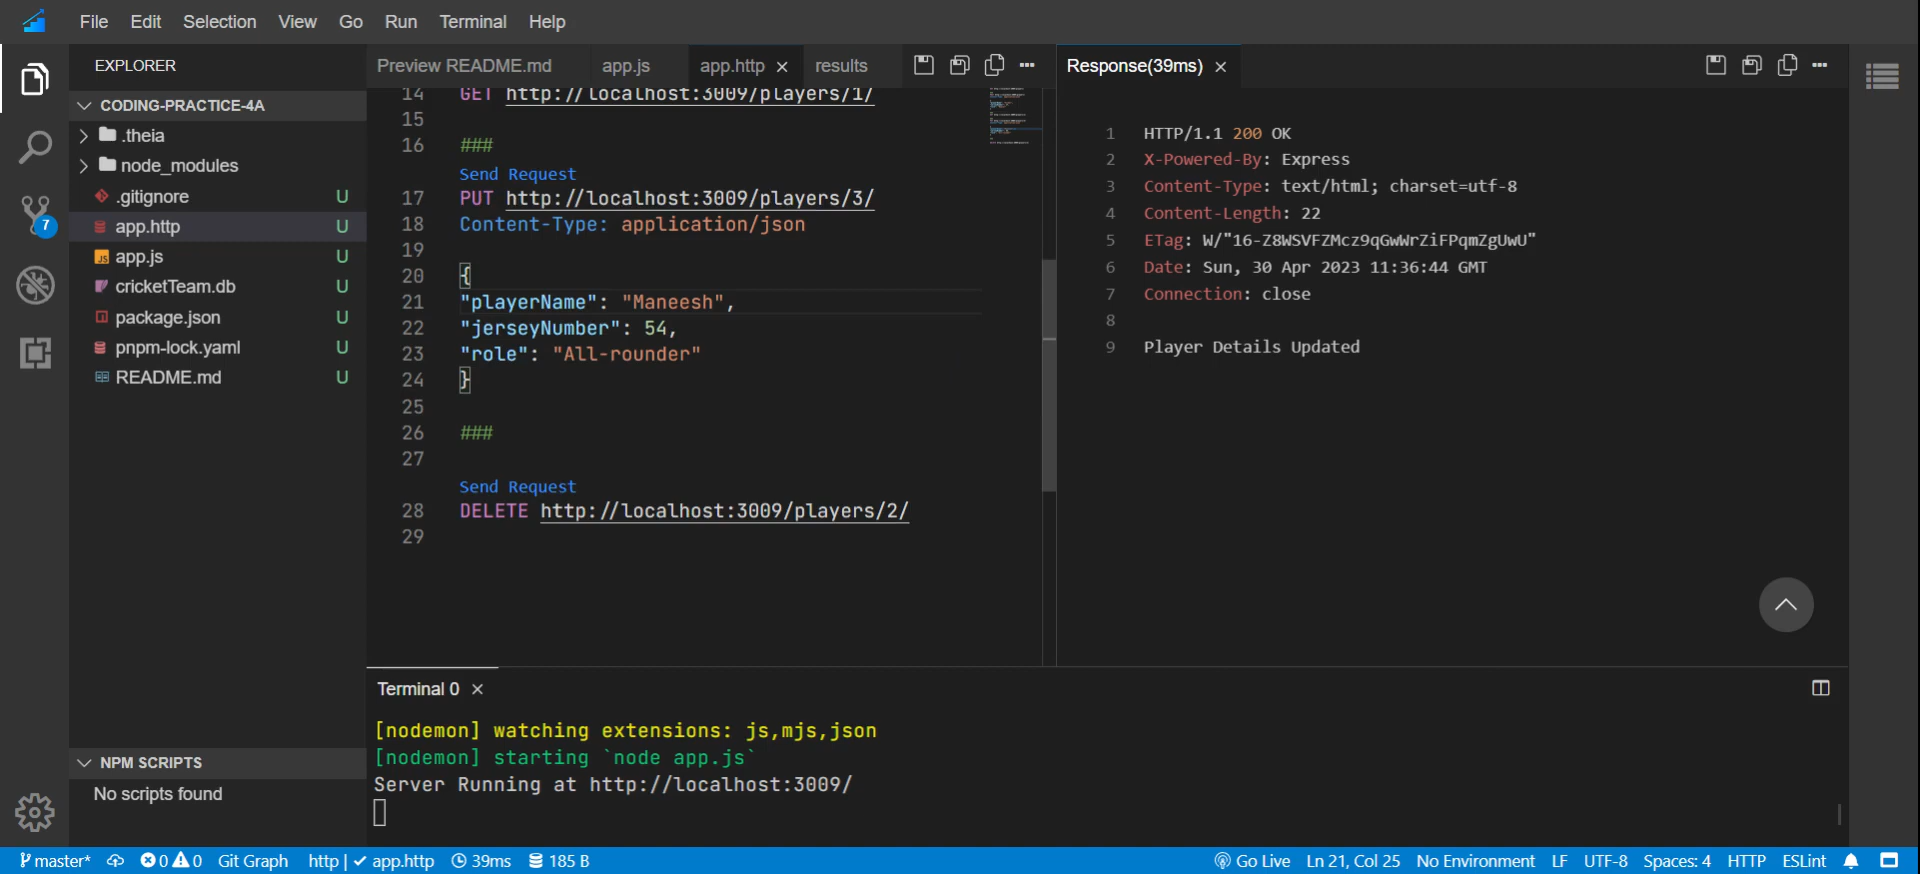 File Edit Selection View Go Run Terminal Help
EXPLORER
CODING-PRACTICE-4A
.theia
node_modules
.gitignore U
app.http U
app.js U
cricketTeam.db U
package.json U
pnpm-lock.yaml U
README.md U
7
NPM SCRIPTS
No scripts found
Preview README.md app.js app.http results
14 GET http://localhost:3009/players/1/
15
16 ###
Send Request
17 PUT http://localhost:3009/players/3/
18 Content-Type: application/json
19
20 {
21 "playerName": "Maneesh",
22 "jerseyNumber": 54,
23 "role": "All-rounder"
24 }
25
26 ###
27
Send Request
28 DELETE http://localhost:3009/players/2/
29
Response(39ms)
1 HTTP/1.1 200 OK
2 X-Powered-By: Express
3 Content-Type: text/html; charset=utf-8
4 Content-Length: 22
5 ETag: W/"16-Z8WSVFZMcz9qGwWrZiFPqmZgUwU"
6 Date: Sun, 30 Apr 2023 11:36:44 GMT
7 Connection: close
8
9 Player Details Updated
Terminal 0
[nodemon] watching extensions: js,mjs,json
[nodemon] starting `node app.js`
Server Running at http://localhost:3009/
master* 0 0 Git Graph http | app.http 39ms 185 B Go Live Ln 21, Col 25 No Environment LF UTF-8 Spaces: 4 HTTP ESLint